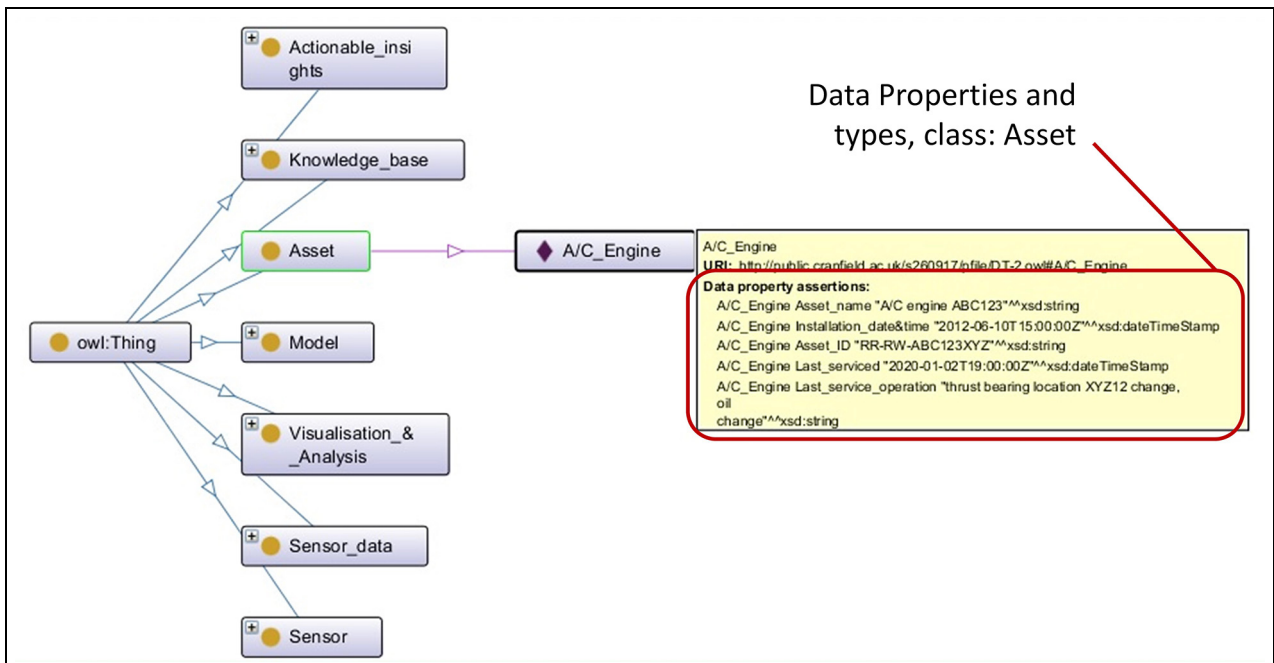 Actionable_insi
ghts
Knowledge_base
Asset
owl:Thing
Model
Visualisation_&
_Analysis
Sensor_data
Sensor
A/C_Engine
Data Properties and
types, class: Asset
A/C_Engine
URI: http://public.cranfield.ac.uk/s260917/pfile/DT-2.owl#A/C_Engine
Data property assertions:
A/C_Engine Asset_name "A/C engine ABC123"^^xsd:string
A/C_Engine Installation_date&time "2012-06-10T15:00:00Z"^^xsd:dateTimeStamp
A/C_Engine Asset_ID "RR-RW-ABC123XYZ"^^xsd:string
A/C_Engine Last_serviced "2020-01-02T19:00:00Z"^^xsd:dateTimeStamp
A/C_Engine Last_service_operation "thrust bearing location XYZ12 change,
oil
change"^^xsd:string